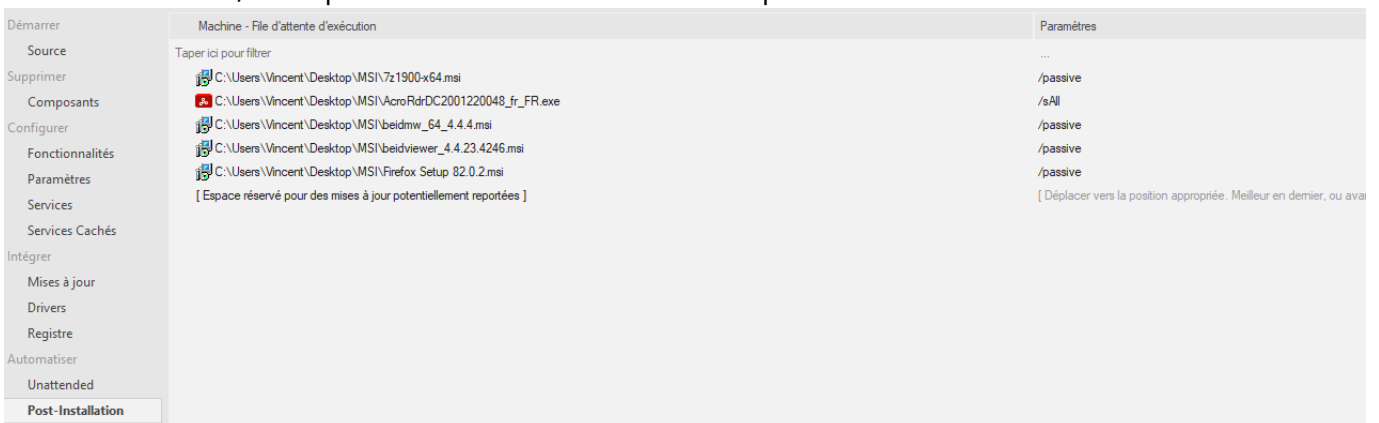 Démarrer
Source
Supprimer
Composants
Configurer
Fonctionnalités
Paramètres
Services
Services Cachés
Intégrer
Mises à jour
Drivers
Registre
Automatiser
Unattended
Post-Installation
Machine - File d'attente d'exécution Paramètres
Taper ici pour filtrer ...
C:\Users\Vincent\Desktop\MSI\7z1900-x64.msi /passive
C:\Users\Vincent\Desktop\MSI\AcroRdrDC2001220048_fr_FR.exe /sAll
C:\Users\Vincent\Desktop\MSI\beidmw_64_4.4.4.msi /passive
C:\Users\Vincent\Desktop\MSI\beidviewer_4.4.23.4246.msi /passive
C:\Users\Vincent\Desktop\MSI\Firefox Setup 82.0.2.msi /passive
[ Espace réservé pour des mises à jour potentiellement reportées ] [ Déplacer vers la position appropriée. Meilleur en dernier, ou avan